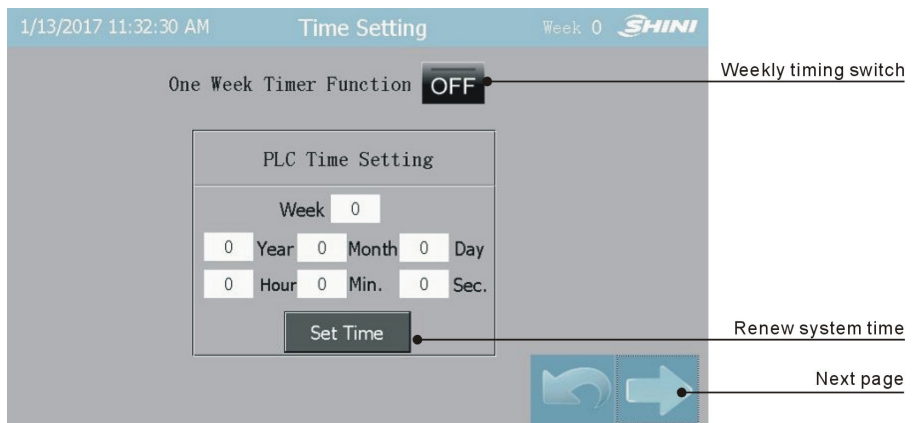 1/13/2017 11:32:30 AM Time Setting Week 0 SHINI
One Week Timer Function OFF Weekly timing switch
PLC Time Setting
Week 0
0 Year 0 Month 0 Day
0 Hour 0 Min. 0 Sec.
Set Time Renew system time
Next page